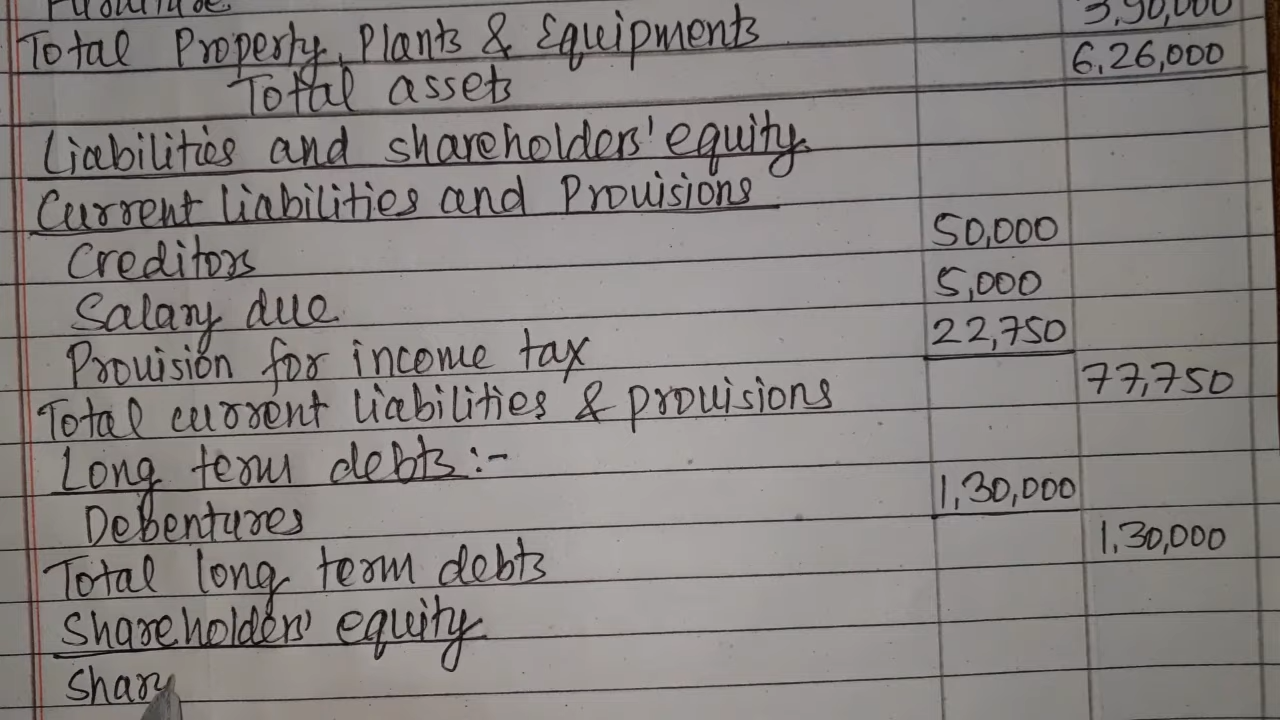 Total Property, Plants & Equipments
6,26,000
Total assets
Liabilities and shareholders' equity
Current liabilities and Provisions
Creditors 50,000
Salary due 5,000
Provision for income tax 22,750
Total current liabilities & provisions 77,750
Long term debts:-
Debentures 1,30,000
Total long term debts 1,30,000
Shareholders' equity
Shar